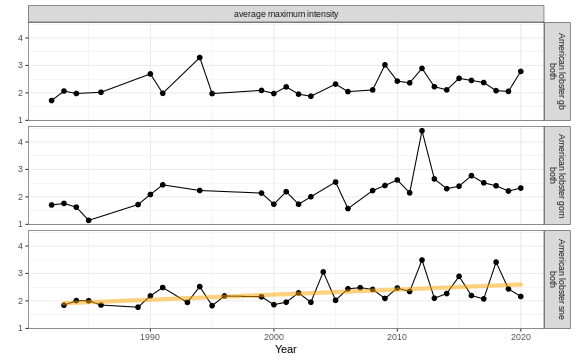 average maximum intensity
4
3
2
1
American lobster gb
both
4
3
2
1
American lobster gom
both
4
3
2
1
American lobster sne
both
1990
2000
2010
2020
Year